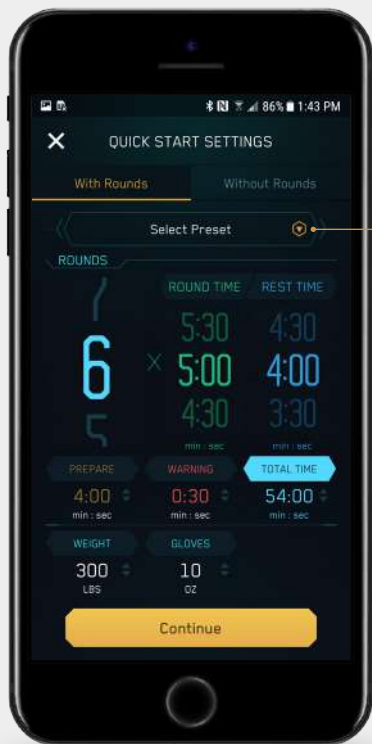 86% 1:43 PM
QUICK START SETTINGS
With Rounds Without Rounds
Select Preset
ROUNDS
ROUND TIME REST TIME
7
5:30 4:30
6 × 5:00 4:00
5
4:30 3:30
min : sec min : sec
PREPARE WARNING TOTAL TIME
4:00 0:30 54:00
min : sec min : sec min : sec
WEIGHT GLOVES
300 10
LBS OZ
Continue